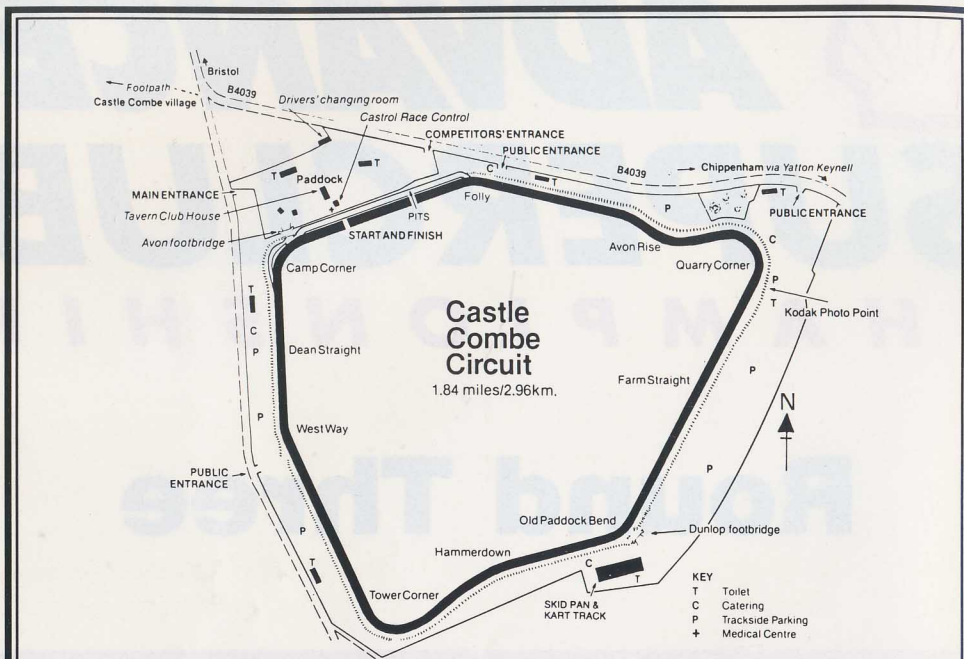 Bristol
Footpath
Castle Combe village
B4039
Drivers' changing room
Castrol Race Control
COMPETITORS' ENTRANCE
PUBLIC ENTRANCE
C
T
B4039
Chippenham via Yatton Keynell
T
T
Paddock
MAIN ENTRANCE
Tavern Club House
+
PITS
Folly
P
T
PUBLIC ENTRANCE
Avon footbridge
START AND FINISH
Avon Rise
C
Camp Corner
Quarry Corner
P
T
Kodak Photo Point
T
C
P
Castle
Combe
Circuit
1.84 miles/2.96km.
Dean Straight
Farm Straight
P
N
P
West Way
PUBLIC
ENTRANCE
P
P
Old Paddock Bend
Dunlop footbridge
Hammerdown
C
T
T
Tower Corner
SKID PAN &
KART TRACK
P
KEY
T Toilet
C Catering
P Trackside Parking
+ Medical Centre
Round Three